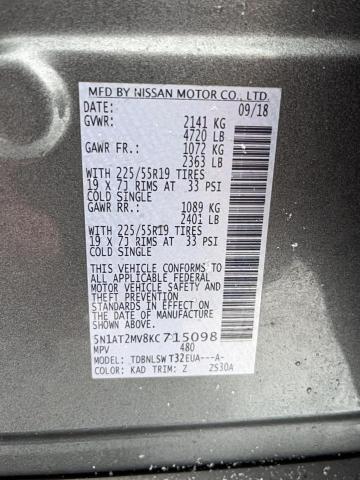 MFD BY NISSAN MOTOR CO., LTD.
DATE: 09/18
GVWR: 2141 KG
4720 LB
GAWR FR.: 1072 KG
2363 LB
WITH 225/55R19 TIRES
19 X 7J RIMS AT 33 PSI
COLD SINGLE
GAWR RR.: 1089 KG
2401 LB
WITH 225/55R19 TIRES
19 X 7J RIMS AT 33 PSI
COLD SINGLE
THIS VEHICLE CONFORMS TO
ALL APPLICABLE FEDERAL
MOTOR VEHICLE SAFETY AND
THEFT PREVENTION STANDARDS
IN EFFECT ON THE DATE OF
MANUFACTURE SHOWN ABOVE.
5N1AT2MV8KC715098
MPV 480
MODEL: TDBNLSW T32EUA---A-
COLOR: KAD TRIM: Z ZS30A